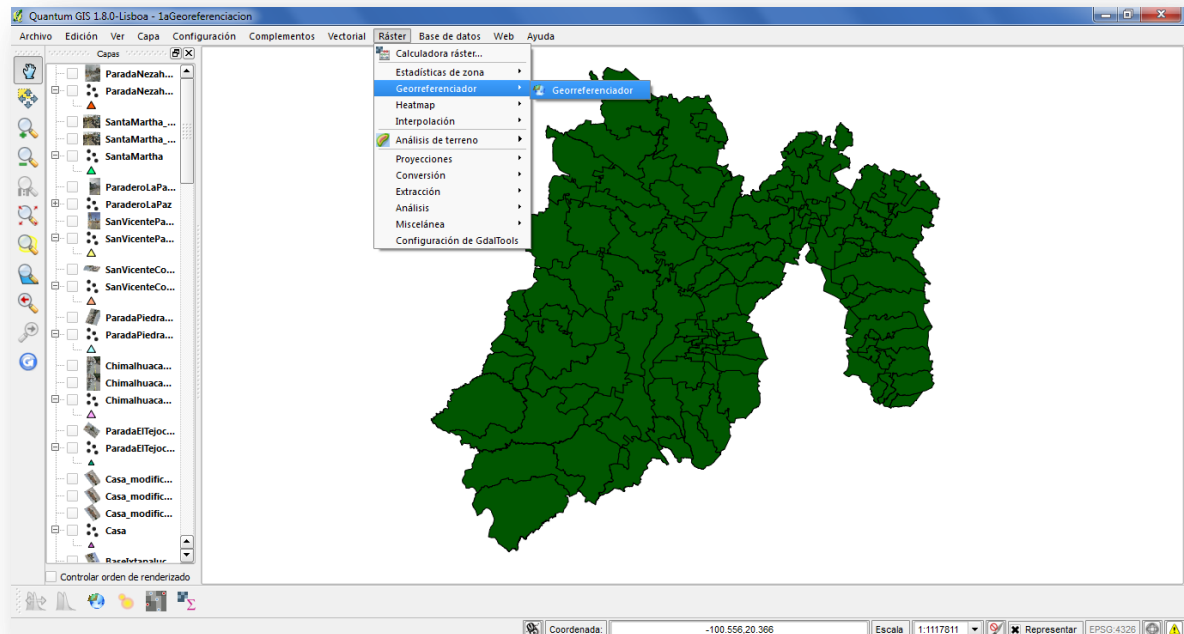 Quantum GIS 1.8.0-Lisboa - 1aGeoreferenciacion
Archivo Edición Ver Capa Configuración Complementos Vectorial Ráster Base de datos Web Ayuda
Capas
ParadaNezah...
ParadaNezah...
SantaMartha_...
SantaMartha_...
SantaMartha
ParaderoLaPa...
ParaderoLaPaz
SanVicentePa...
SanVicentePa...
SanVicenteCo...
SanVicenteCo...
ParadaPiedra...
ParadaPiedra...
Chimalhuaca...
Chimalhuaca...
Chimalhuaca...
ParadaElTejoc...
ParadaElTejoc...
Casa_modific...
Casa_modific...
Casa_modific...
Casa
BaseIxtapaluc...
Controlar orden de renderizado
Calculadora ráster...
Estadísticas de zona
Georreferenciador
Georreferenciador
Heatmap
Interpolación
Análisis de terreno
Proyecciones
Conversión
Extracción
Análisis
Miscelánea
Configuración de GdalTools
Coordenada: -100.556,20.366 Escala 1:1117811 Representar EPSG:4326